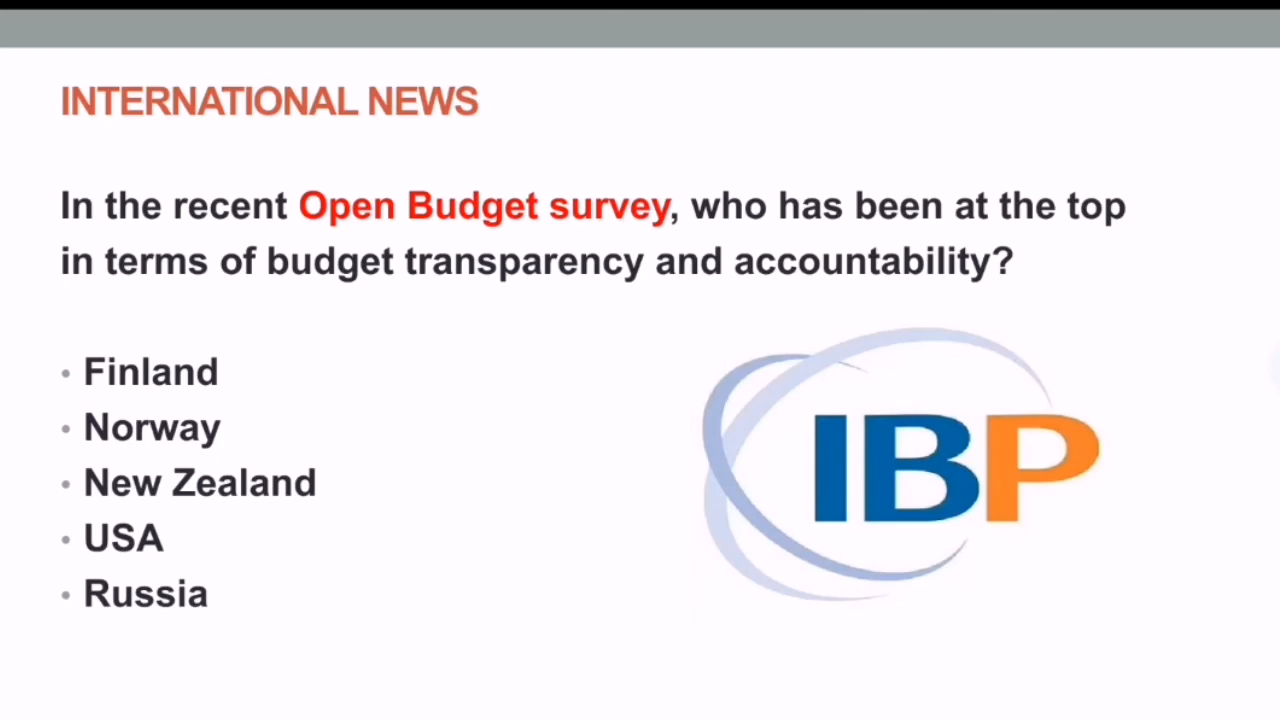 INTERNATIONAL NEWS
In the recent Open Budget survey, who has been at the top
in terms of budget transparency and accountability?
• Finland
• Norway
• New Zealand
• USA
• Russia
IBP